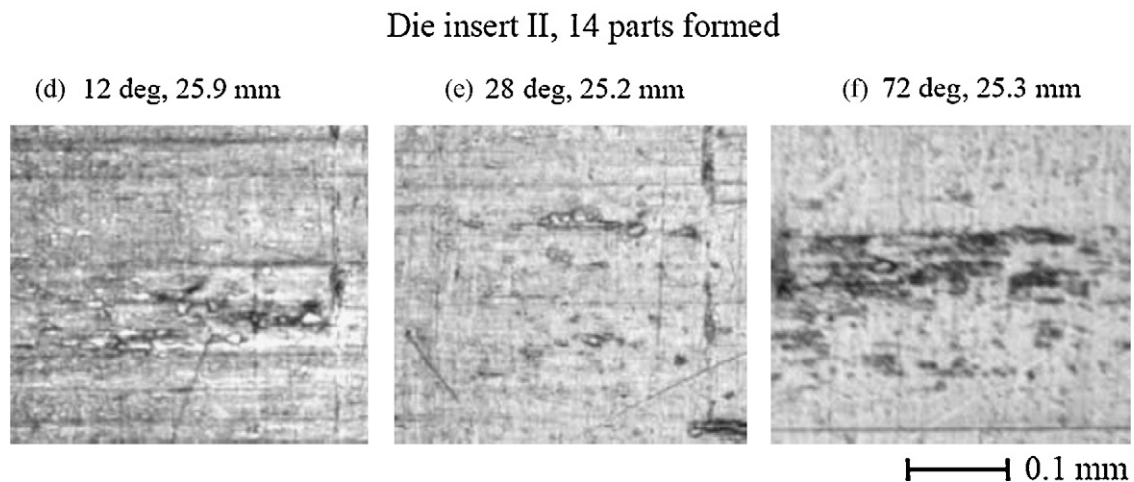 Die insert II, 14 parts formed
(d) 12 deg, 25.9 mm
(e) 28 deg, 25.2 mm
(f) 72 deg, 25.3 mm
0.1 mm